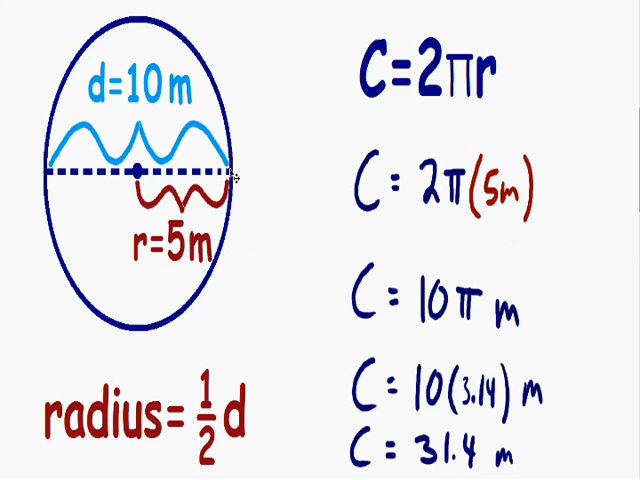 d=10 m
r=5m
radius= 1/2 d
C=2πr
C = 2π(5m)
C = 10π m
C = 10(3.14) m
C = 31.4 m